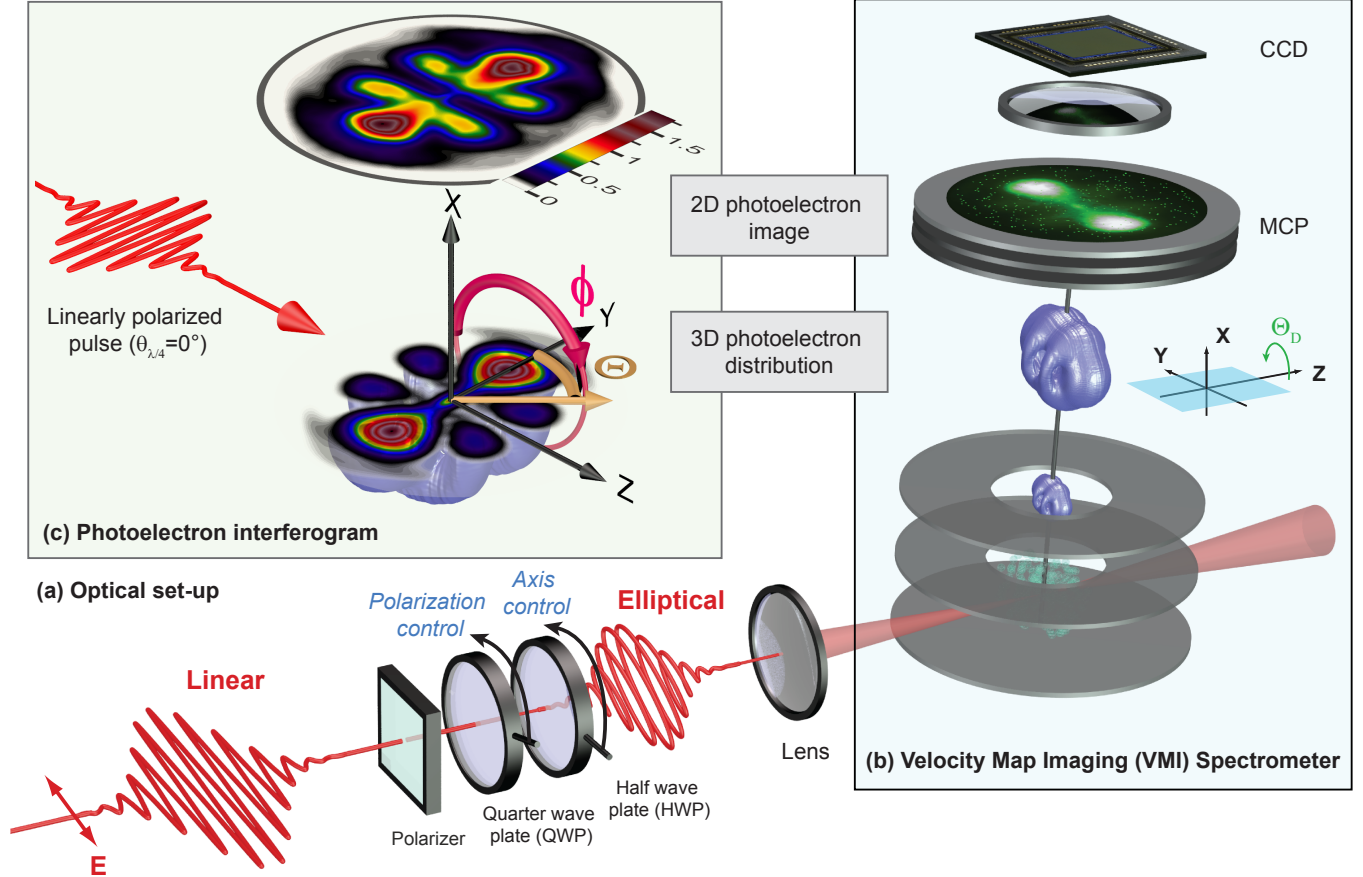 X
0
0.5
1
1.5
ϕ
Y
Θ
Z
Linearly polarized
pulse (θλ/4=0°)
(c) Photoelectron interferogram
2D photoelectron
image
3D photoelectron
distribution
CCD
MCP
X
Y
Z
ΘD
(b) Velocity Map Imaging (VMI) Spectrometer
(a) Optical set-up
Polarization
control
Axis
control
Elliptical
Linear
E
Polarizer
Quarter wave
plate (QWP)
Half wave
plate (HWP)
Lens